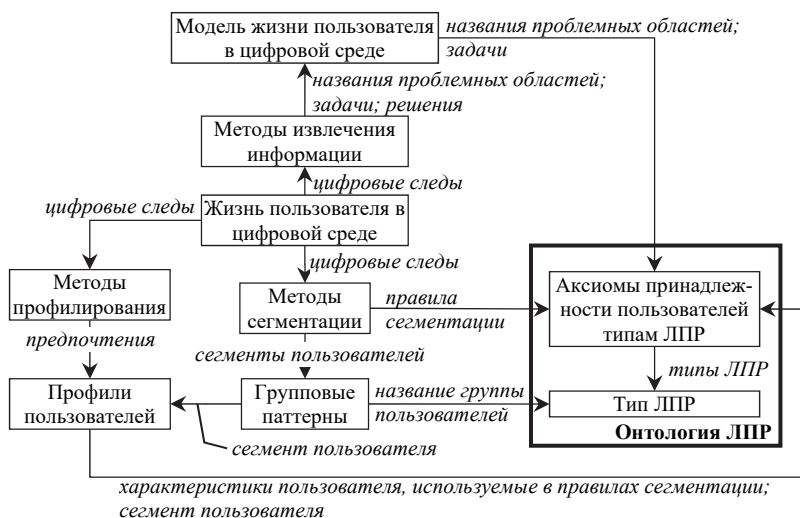 Модель жизни пользователя
в цифровой среде
названия проблемных областей;
задачи
названия проблемных областей;
задачи; решения
Методы извлечения
информации
цифровые следы
цифровые следы
Жизнь пользователя в
цифровой среде
цифровые следы
Методы
профилирования
Методы
сегментации
правила
сегментации
Аксиомы принадлеж-
ности пользователей
типам ЛПР
предпочтения
сегменты пользователей
типы ЛПР
Профили
пользователей
Групповые
паттерны
название группы
пользователей
Тип ЛПР
Онтология ЛПР
сегмент пользователя
характеристики пользователя, используемые в правилах сегментации;
сегмент пользователя